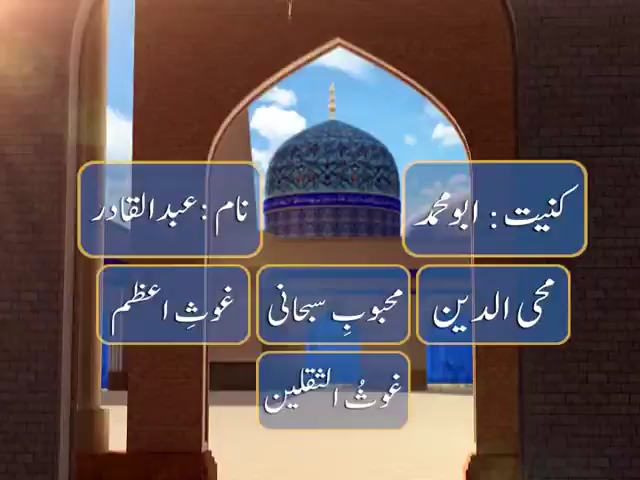 کنیت : ابو محمد
نام : عبدالقادر
محی الدین
محبوبِ سبحانی
غوثِ اعظم
غوثُ الثقلین